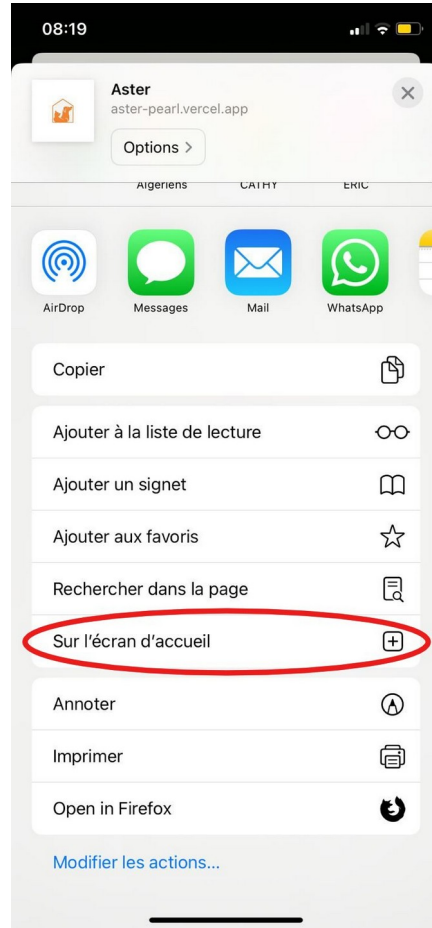 08:19
Aster
aster-pearl.vercel.app
Options >
Algériens CATHY ERIC
AirDrop Messages Mail WhatsApp
Copier
Ajouter à la liste de lecture
Ajouter un signet
Ajouter aux favoris
Rechercher dans la page
Sur l'écran d'accueil
Annoter
Imprimer
Open in Firefox
Modifier les actions...